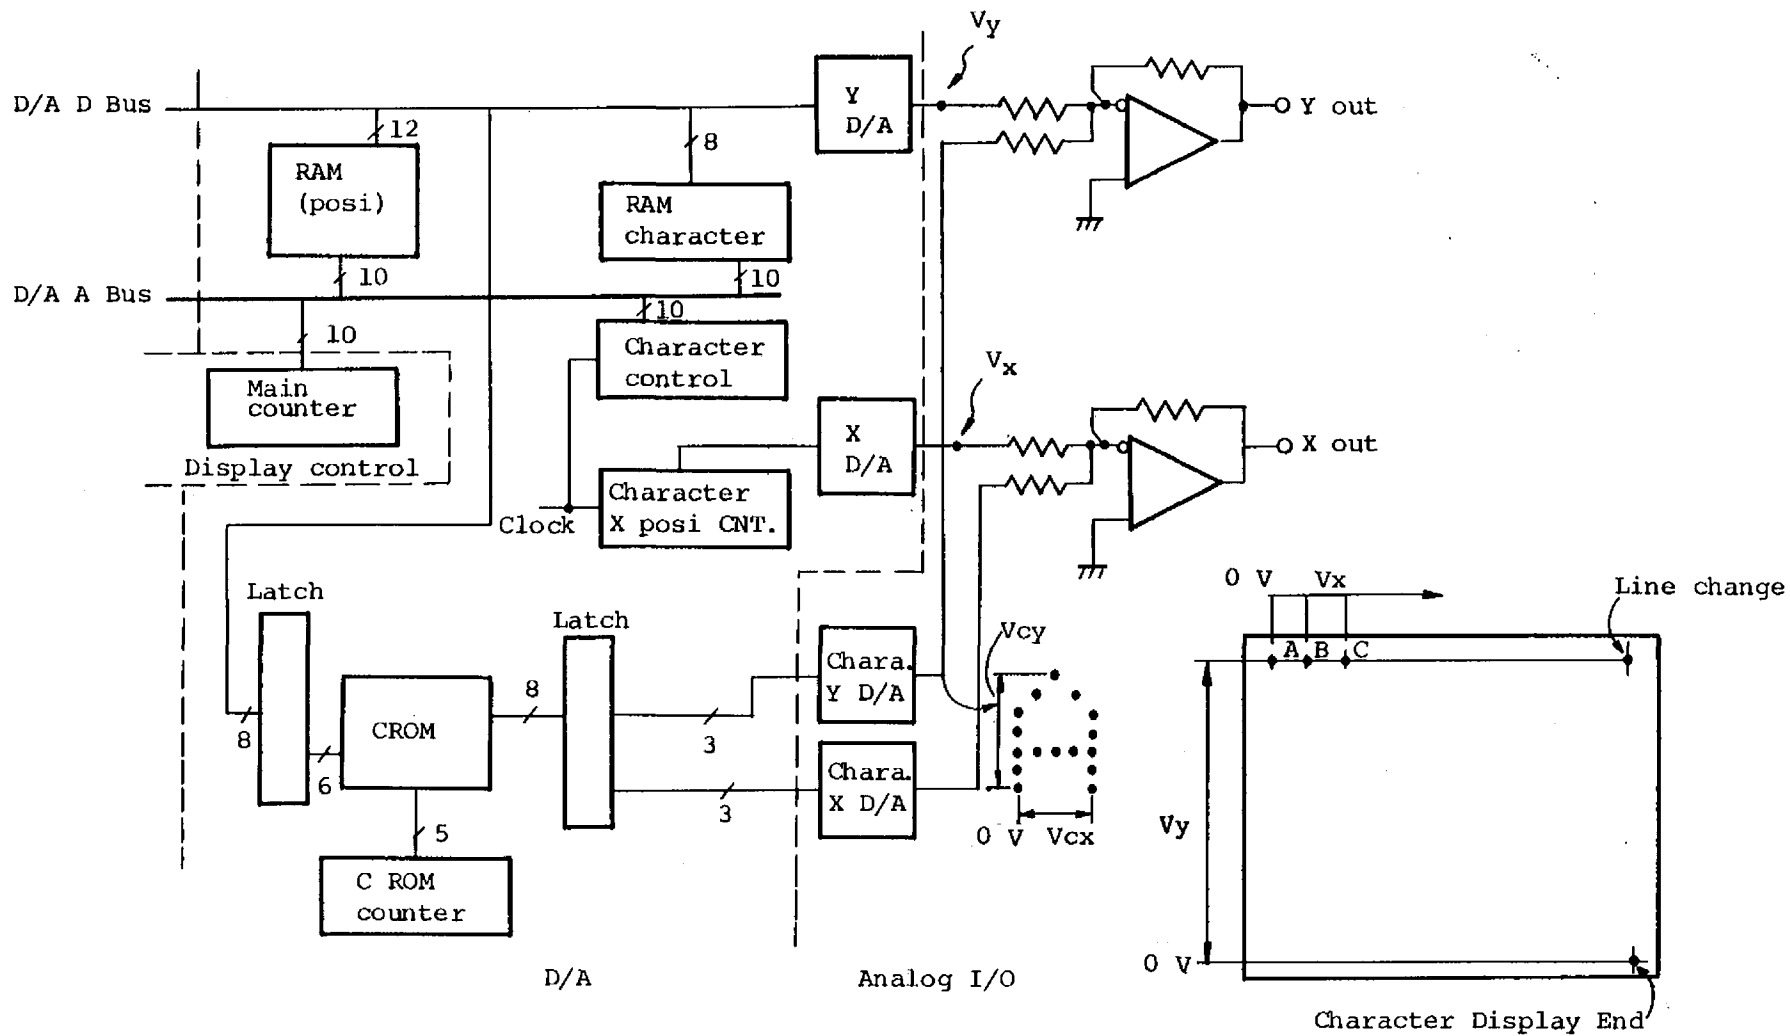 Vy
D/A D Bus
12
RAM
(posi)
8
Y
D/A
Y out
RAM
character
10
10
D/A A Bus
10
10
Character
control
Main
counter
Display control
Vx
X
D/A
X out
Character
X posi CNT.
Clock
Latch
Latch
8
6
CROM
8
3
3
5
C ROM
counter
Chara.
Y D/A
Chara.
X D/A
Vcy
0 V
Vcx
0 V
Vx
Line change
A
B
C
Vy
0 V
Character Display End
D/A
Analog I/O